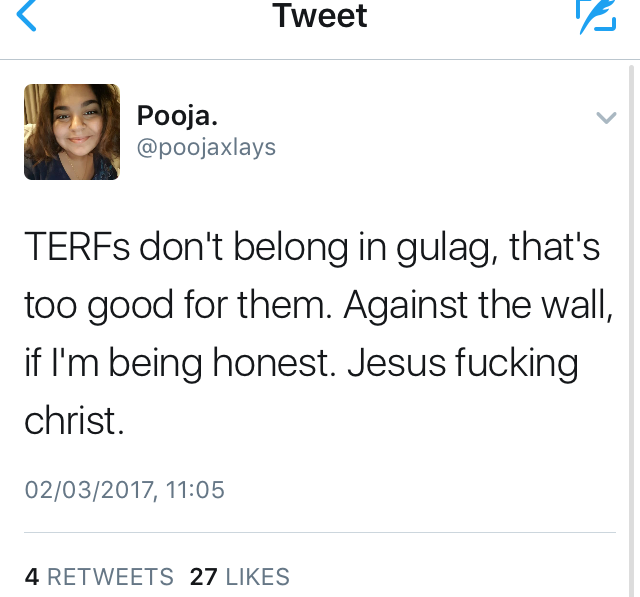 Tweet
Pooja.
@poojaxlays
TERFs don't belong in gulag, that's
too good for them. Against the wall,
if I'm being honest. Jesus fucking
christ.
02/03/2017, 11:05
4 RETWEETS 27 LIKES